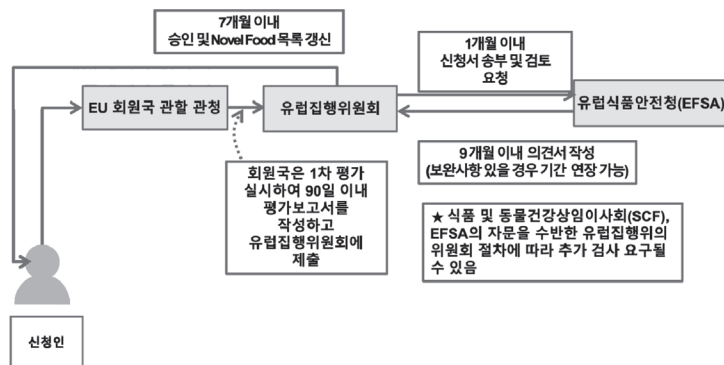 7개월 이내
승인 및 Novel Food 목록 갱신
1개월 이내
신청서 송부 및 검토
요청
EU 회원국 관할 관청
유럽집행위원회
유럽식품안전청(EFSA)
회원국은 1차 평가
실시하여 90일 이내
평가보고서를
작성하고
유럽집행위원회에
제출
9개월 이내 의견서 작성
(보완사항 있을 경우 기간 연장 가능)
★ 식품 및 동물건강상임이사회(SCF),
EFSA의 자문을 수반한 유럽집행위의
위원회 절차에 따라 추가 검사 요구될
수 있음
신청인